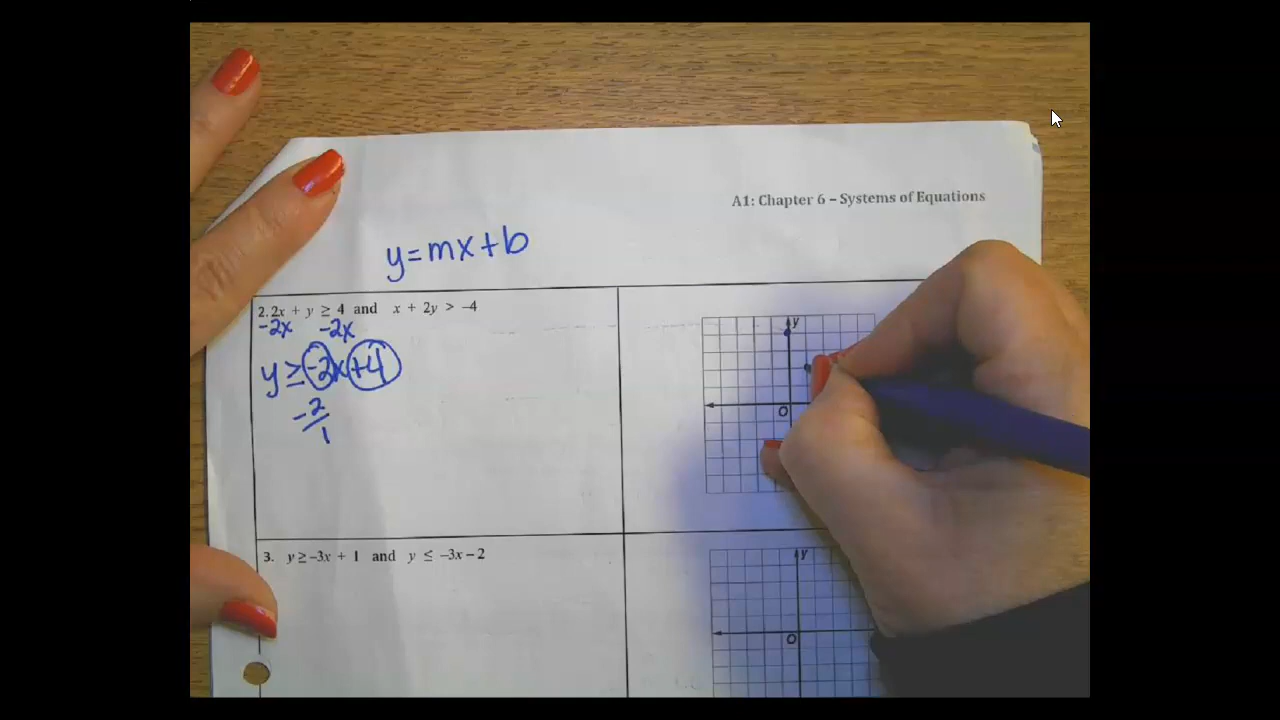 A1: Chapter 6 – Systems of Equations
y=mx+b
2. 2x + y ≥ 4 and x + 2y > –4
-2x -2x
y ≥ -2x +4
-2/1
y
O
3. y ≥ –3x + 1 and y ≤ –3x – 2
y
O